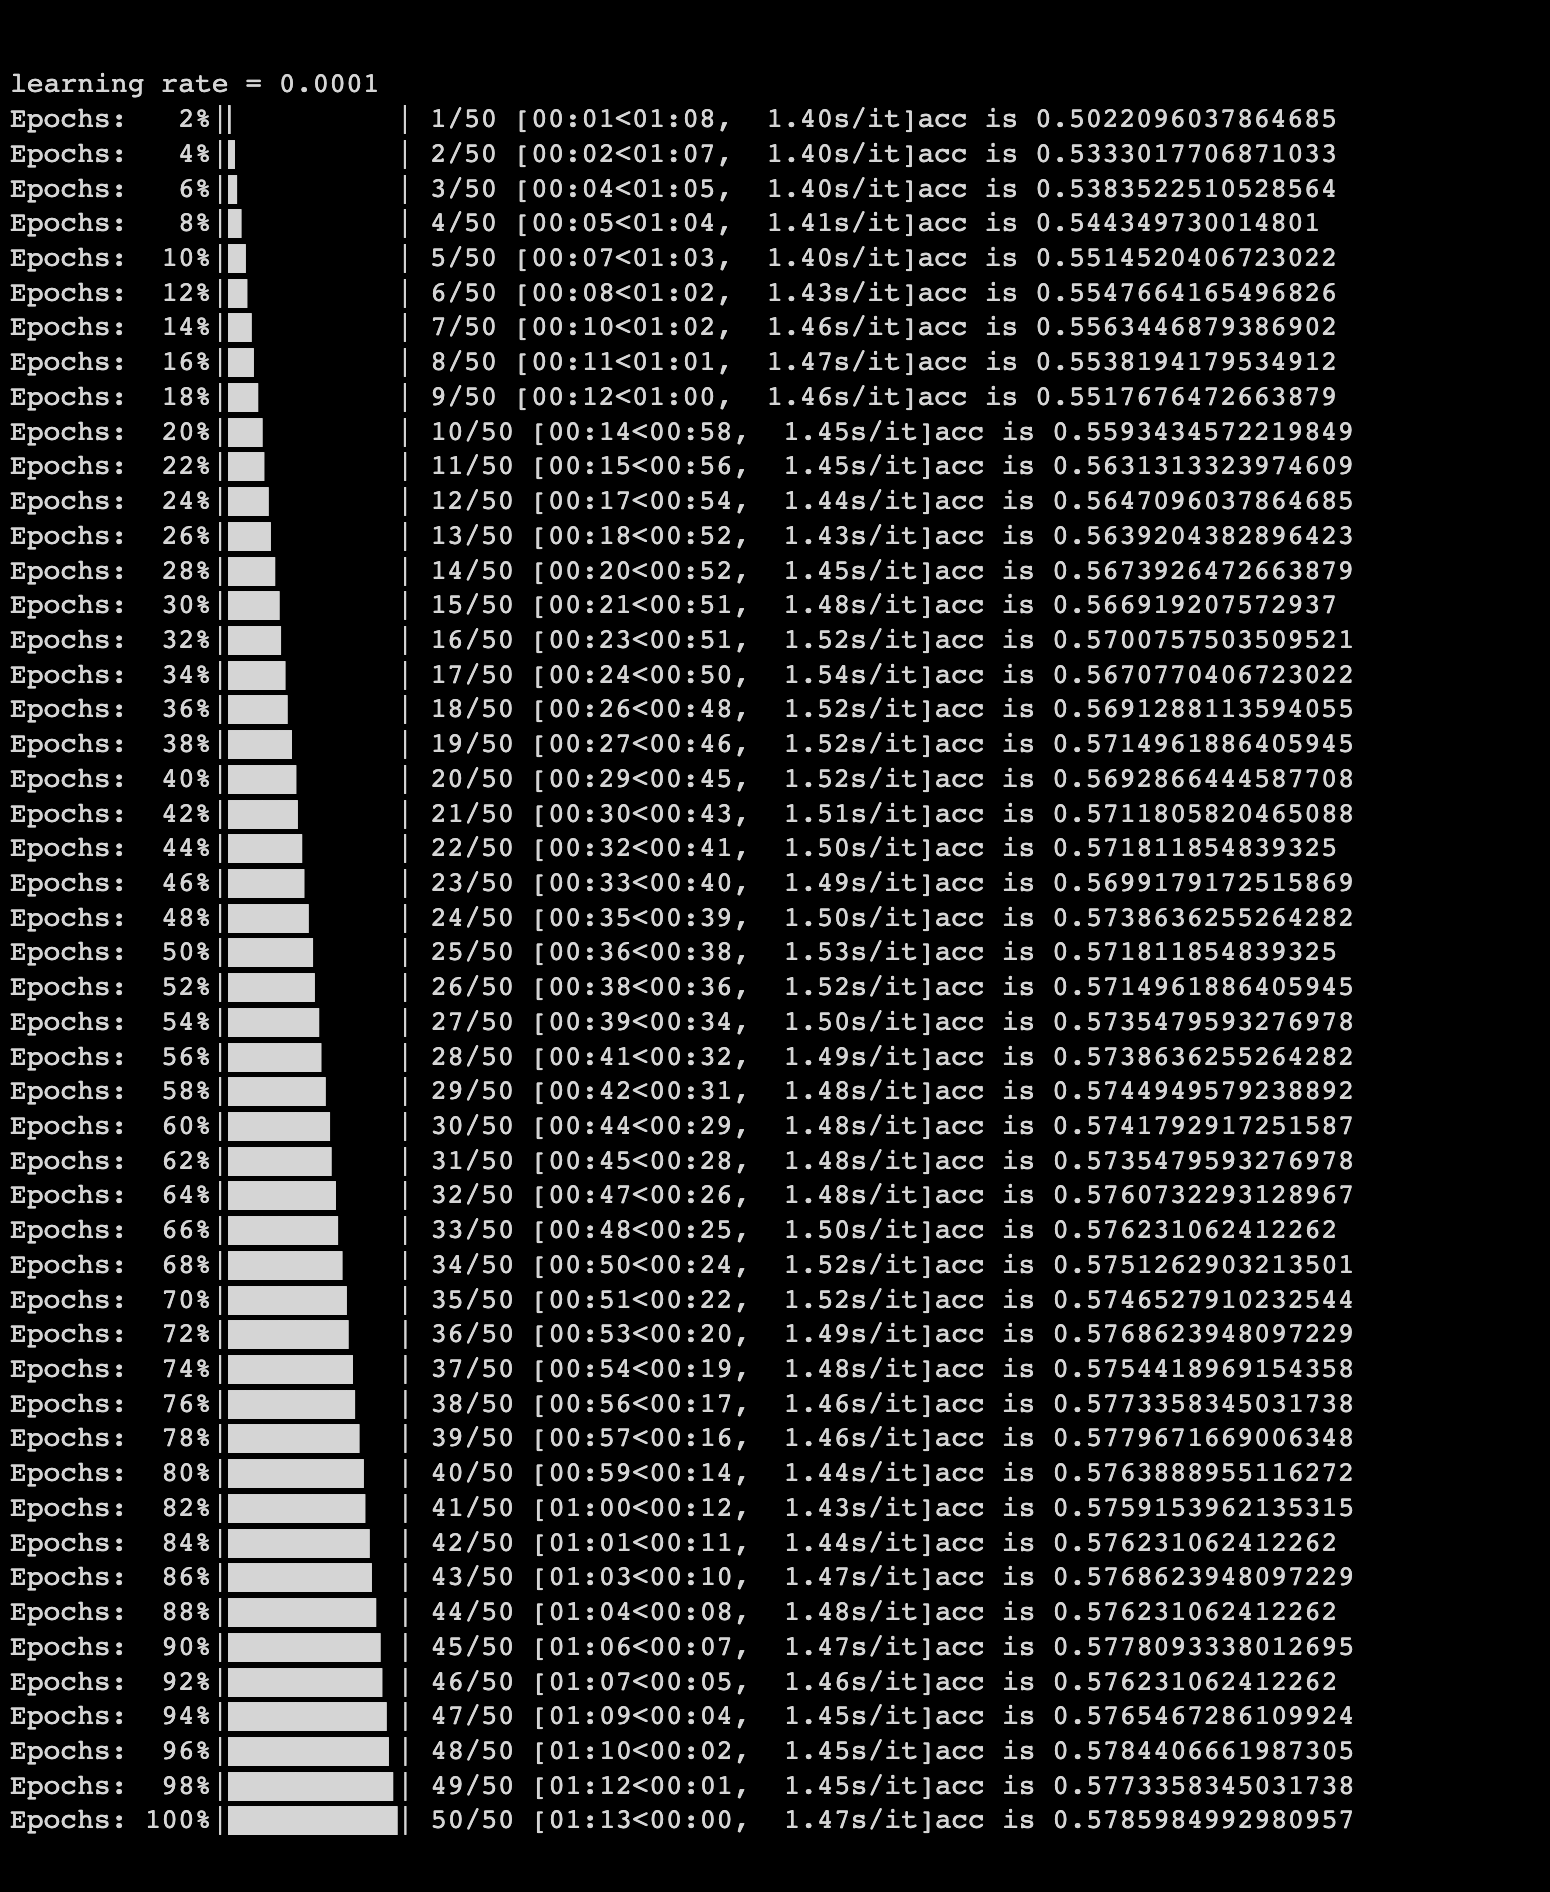 learning rate = 0.0001
Epochs:   2%|| | 1/50 [00:01<01:08,  1.40s/it]acc is 0.5022096037864685
Epochs:   4%| | 2/50 [00:02<01:07,  1.40s/it]acc is 0.5333017706871033
Epochs:   6%| | 3/50 [00:04<01:05,  1.40s/it]acc is 0.5383522510528564
Epochs:   8%| | 4/50 [00:05<01:04,  1.41s/it]acc is 0.544349730014801
Epochs:  10%| | 5/50 [00:07<01:03,  1.40s/it]acc is 0.5514520406723022
Epochs:  12%| | 6/50 [00:08<01:02,  1.43s/it]acc is 0.5547664165496826
Epochs:  14%| | 7/50 [00:10<01:02,  1.46s/it]acc is 0.5563446879386902
Epochs:  16%| | 8/50 [00:11<01:01,  1.47s/it]acc is 0.5538194179534912
Epochs:  18%| | 9/50 [00:12<01:00,  1.46s/it]acc is 0.5517676472663879
Epochs:  20%| | 10/50 [00:14<00:58,  1.45s/it]acc is 0.5593434572219849
Epochs:  22%| | 11/50 [00:15<00:56,  1.45s/it]acc is 0.5631313323974609
Epochs:  24%| | 12/50 [00:17<00:54,  1.44s/it]acc is 0.5647096037864685
Epochs:  26%| | 13/50 [00:18<00:52,  1.43s/it]acc is 0.5639204382896423
Epochs:  28%| | 14/50 [00:20<00:52,  1.45s/it]acc is 0.5673926472663879
Epochs:  30%| | 15/50 [00:21<00:51,  1.48s/it]acc is 0.566919207572937
Epochs:  32%| | 16/50 [00:23<00:51,  1.52s/it]acc is 0.5700757503509521
Epochs:  34%| | 17/50 [00:24<00:50,  1.54s/it]acc is 0.5670770406723022
Epochs:  36%| | 18/50 [00:26<00:48,  1.52s/it]acc is 0.5691288113594055
Epochs:  38%| | 19/50 [00:27<00:46,  1.52s/it]acc is 0.5714961886405945
Epochs:  40%| | 20/50 [00:29<00:45,  1.52s/it]acc is 0.5692866444587708
Epochs:  42%| | 21/50 [00:30<00:43,  1.51s/it]acc is 0.5711805820465088
Epochs:  44%| | 22/50 [00:32<00:41,  1.50s/it]acc is 0.571811854839325
Epochs:  46%| | 23/50 [00:33<00:40,  1.49s/it]acc is 0.5699179172515869
Epochs:  48%| | 24/50 [00:35<00:39,  1.50s/it]acc is 0.5738636255264282
Epochs:  50%| | 25/50 [00:36<00:38,  1.53s/it]acc is 0.571811854839325
Epochs:  52%| | 26/50 [00:38<00:36,  1.52s/it]acc is 0.5714961886405945
Epochs:  54%| | 27/50 [00:39<00:34,  1.50s/it]acc is 0.5735479593276978
Epochs:  56%| | 28/50 [00:41<00:32,  1.49s/it]acc is 0.5738636255264282
Epochs:  58%| | 29/50 [00:42<00:31,  1.48s/it]acc is 0.5744949579238892
Epochs:  60%| | 30/50 [00:44<00:29,  1.48s/it]acc is 0.5741792917251587
Epochs:  62%| | 31/50 [00:45<00:28,  1.48s/it]acc is 0.5735479593276978
Epochs:  64%| | 32/50 [00:47<00:26,  1.48s/it]acc is 0.5760732293128967
Epochs:  66%| | 33/50 [00:48<00:25,  1.50s/it]acc is 0.576231062412262
Epochs:  68%| | 34/50 [00:50<00:24,  1.52s/it]acc is 0.5751262903213501
Epochs:  70%| | 35/50 [00:51<00:22,  1.52s/it]acc is 0.5746527910232544
Epochs:  72%| | 36/50 [00:53<00:20,  1.49s/it]acc is 0.5768623948097229
Epochs:  74%| | 37/50 [00:54<00:19,  1.48s/it]acc is 0.5754418969154358
Epochs:  76%| | 38/50 [00:56<00:17,  1.46s/it]acc is 0.5773358345031738
Epochs:  78%| | 39/50 [00:57<00:16,  1.46s/it]acc is 0.5779671669006348
Epochs:  80%| | 40/50 [00:59<00:14,  1.44s/it]acc is 0.5763888955116272
Epochs:  82%| | 41/50 [01:00<00:12,  1.43s/it]acc is 0.5759153962135315
Epochs:  84%| | 42/50 [01:01<00:11,  1.44s/it]acc is 0.576231062412262
Epochs:  86%| | 43/50 [01:03<00:10,  1.47s/it]acc is 0.5768623948097229
Epochs:  88%| | 44/50 [01:04<00:08,  1.48s/it]acc is 0.576231062412262
Epochs:  90%| | 45/50 [01:06<00:07,  1.47s/it]acc is 0.5778093338012695
Epochs:  92%| | 46/50 [01:07<00:05,  1.46s/it]acc is 0.576231062412262
Epochs:  94%| | 47/50 [01:09<00:04,  1.45s/it]acc is 0.5765467286109924
Epochs:  96%| | 48/50 [01:10<00:02,  1.45s/it]acc is 0.5784406661987305
Epochs:  98%| | 49/50 [01:12<00:01,  1.45s/it]acc is 0.5773358345031738
Epochs: 100%| | 50/50 [01:13<00:00,  1.47s/it]acc is 0.5785984992980957